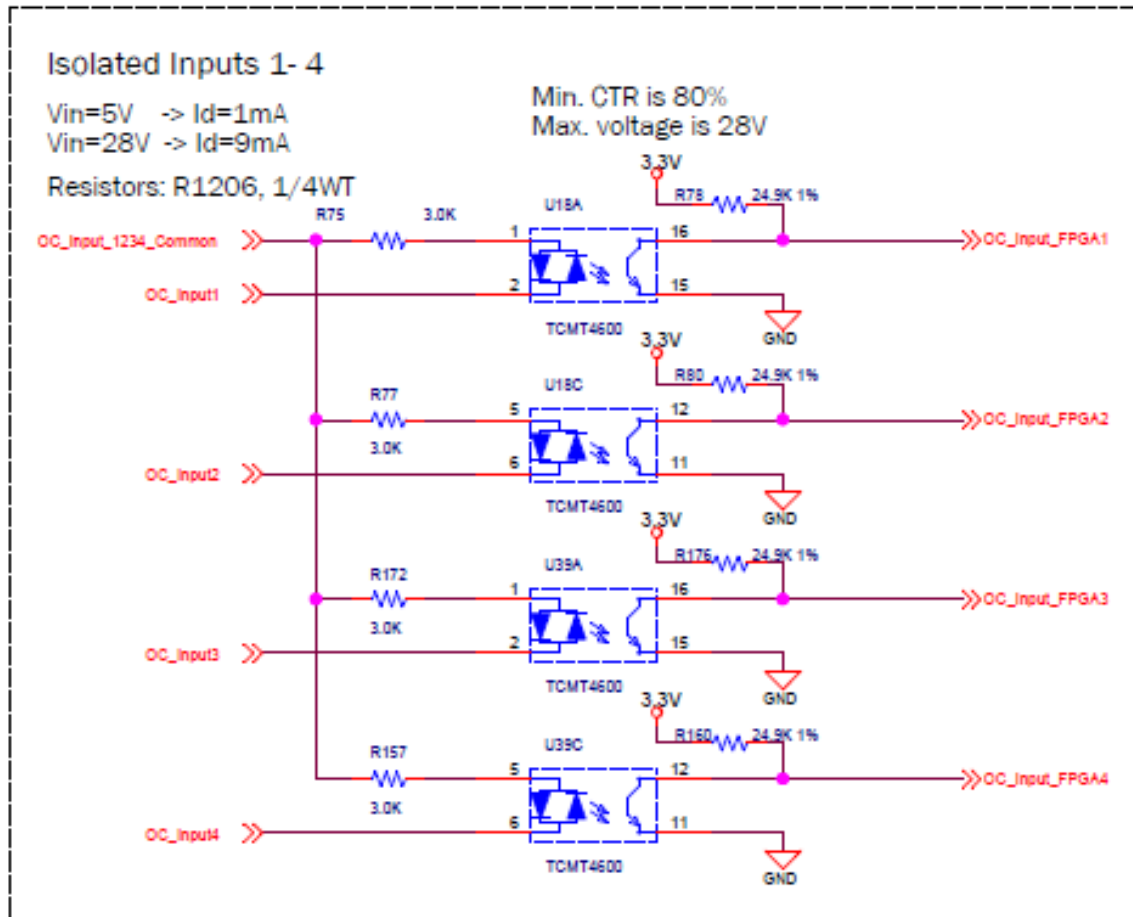 Isolated Inputs 1- 4
Vin=5V -> Id=1mA
Vin=28V -> Id=9mA
Resistors: R1206, 1/4WT
Min. CTR is 80%
Max. voltage is 28V
3.3V
R78 24.9K 1%
R75 3.0K U18A
OC_Input_1234_Common 1 16 OC_Input_FPGA1
OC_Input1 2 15
TCMT4600 GND
3.3V
R80 24.9K 1%
R77 U18C
5 12 OC_Input_FPGA2
3.0K
OC_Input2 6 11
TCMT4600 GND
3.3V
R176 24.9K 1%
R172 U39A
1 16 OC_Input_FPGA3
3.0K
OC_Input3 2 15
TCMT4600 GND
3.3V
R160 24.9K 1%
R157 U39C
5 12 OC_Input_FPGA4
3.0K
OC_Input4 6 11
TCMT4600 GND